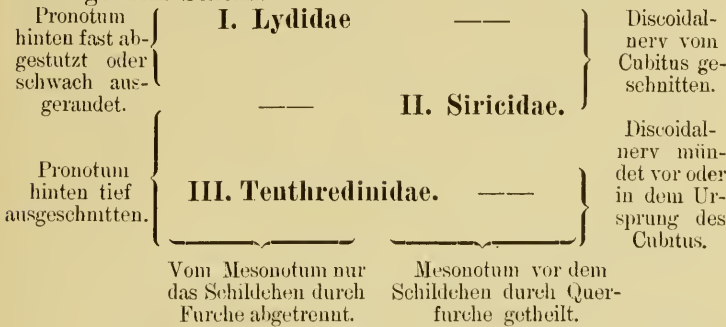 Pronotum
hinten fast ab-
gestutzt oder
schwach aus-
gerandet.
I. Lydidae
——
——
II. Siricidae.
Discoidal-
nerv vom
Cubitus ge-
schnitten.
Pronotum
hinten tief
ausgeschnitten.
III. Tenthredinidae.
——
Discoidal-
nerv mün-
det vor oder
in dem Ur-
sprung des
Cubitus.
Vom Mesonotum nur
das Schildchen durch
Furche abgetrennt.
Mesonotum vor dem
Schildchen durch Quer-
furche getheilt.